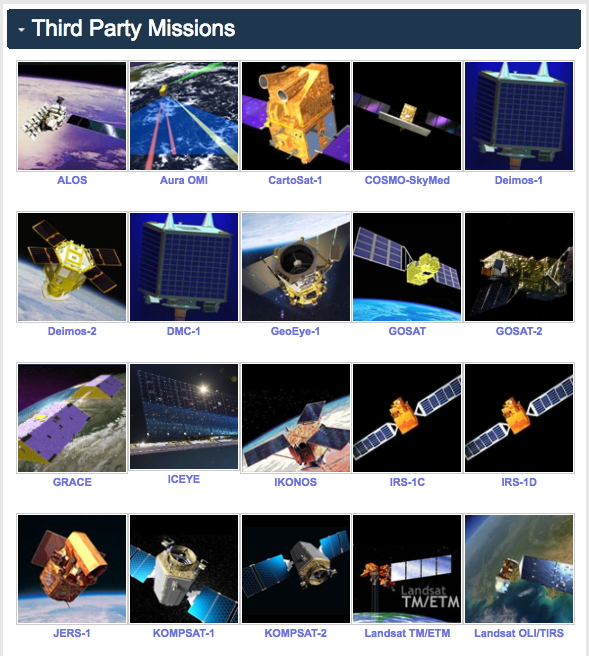 Third Party Missions
ALOS
Aura OMI
CartoSat-1
COSMO-SkyMed
Deimos-1
Deimos-2
DMC-1
GeoEye-1
GOSAT
GOSAT-2
GRACE
ICEYE
IKONOS
IRS-1C
IRS-1D
Landsat
TM/ETM
JERS-1
KOMPSAT-1
KOMPSAT-2
Landsat TM/ETM
Landsat OLI/TIRS